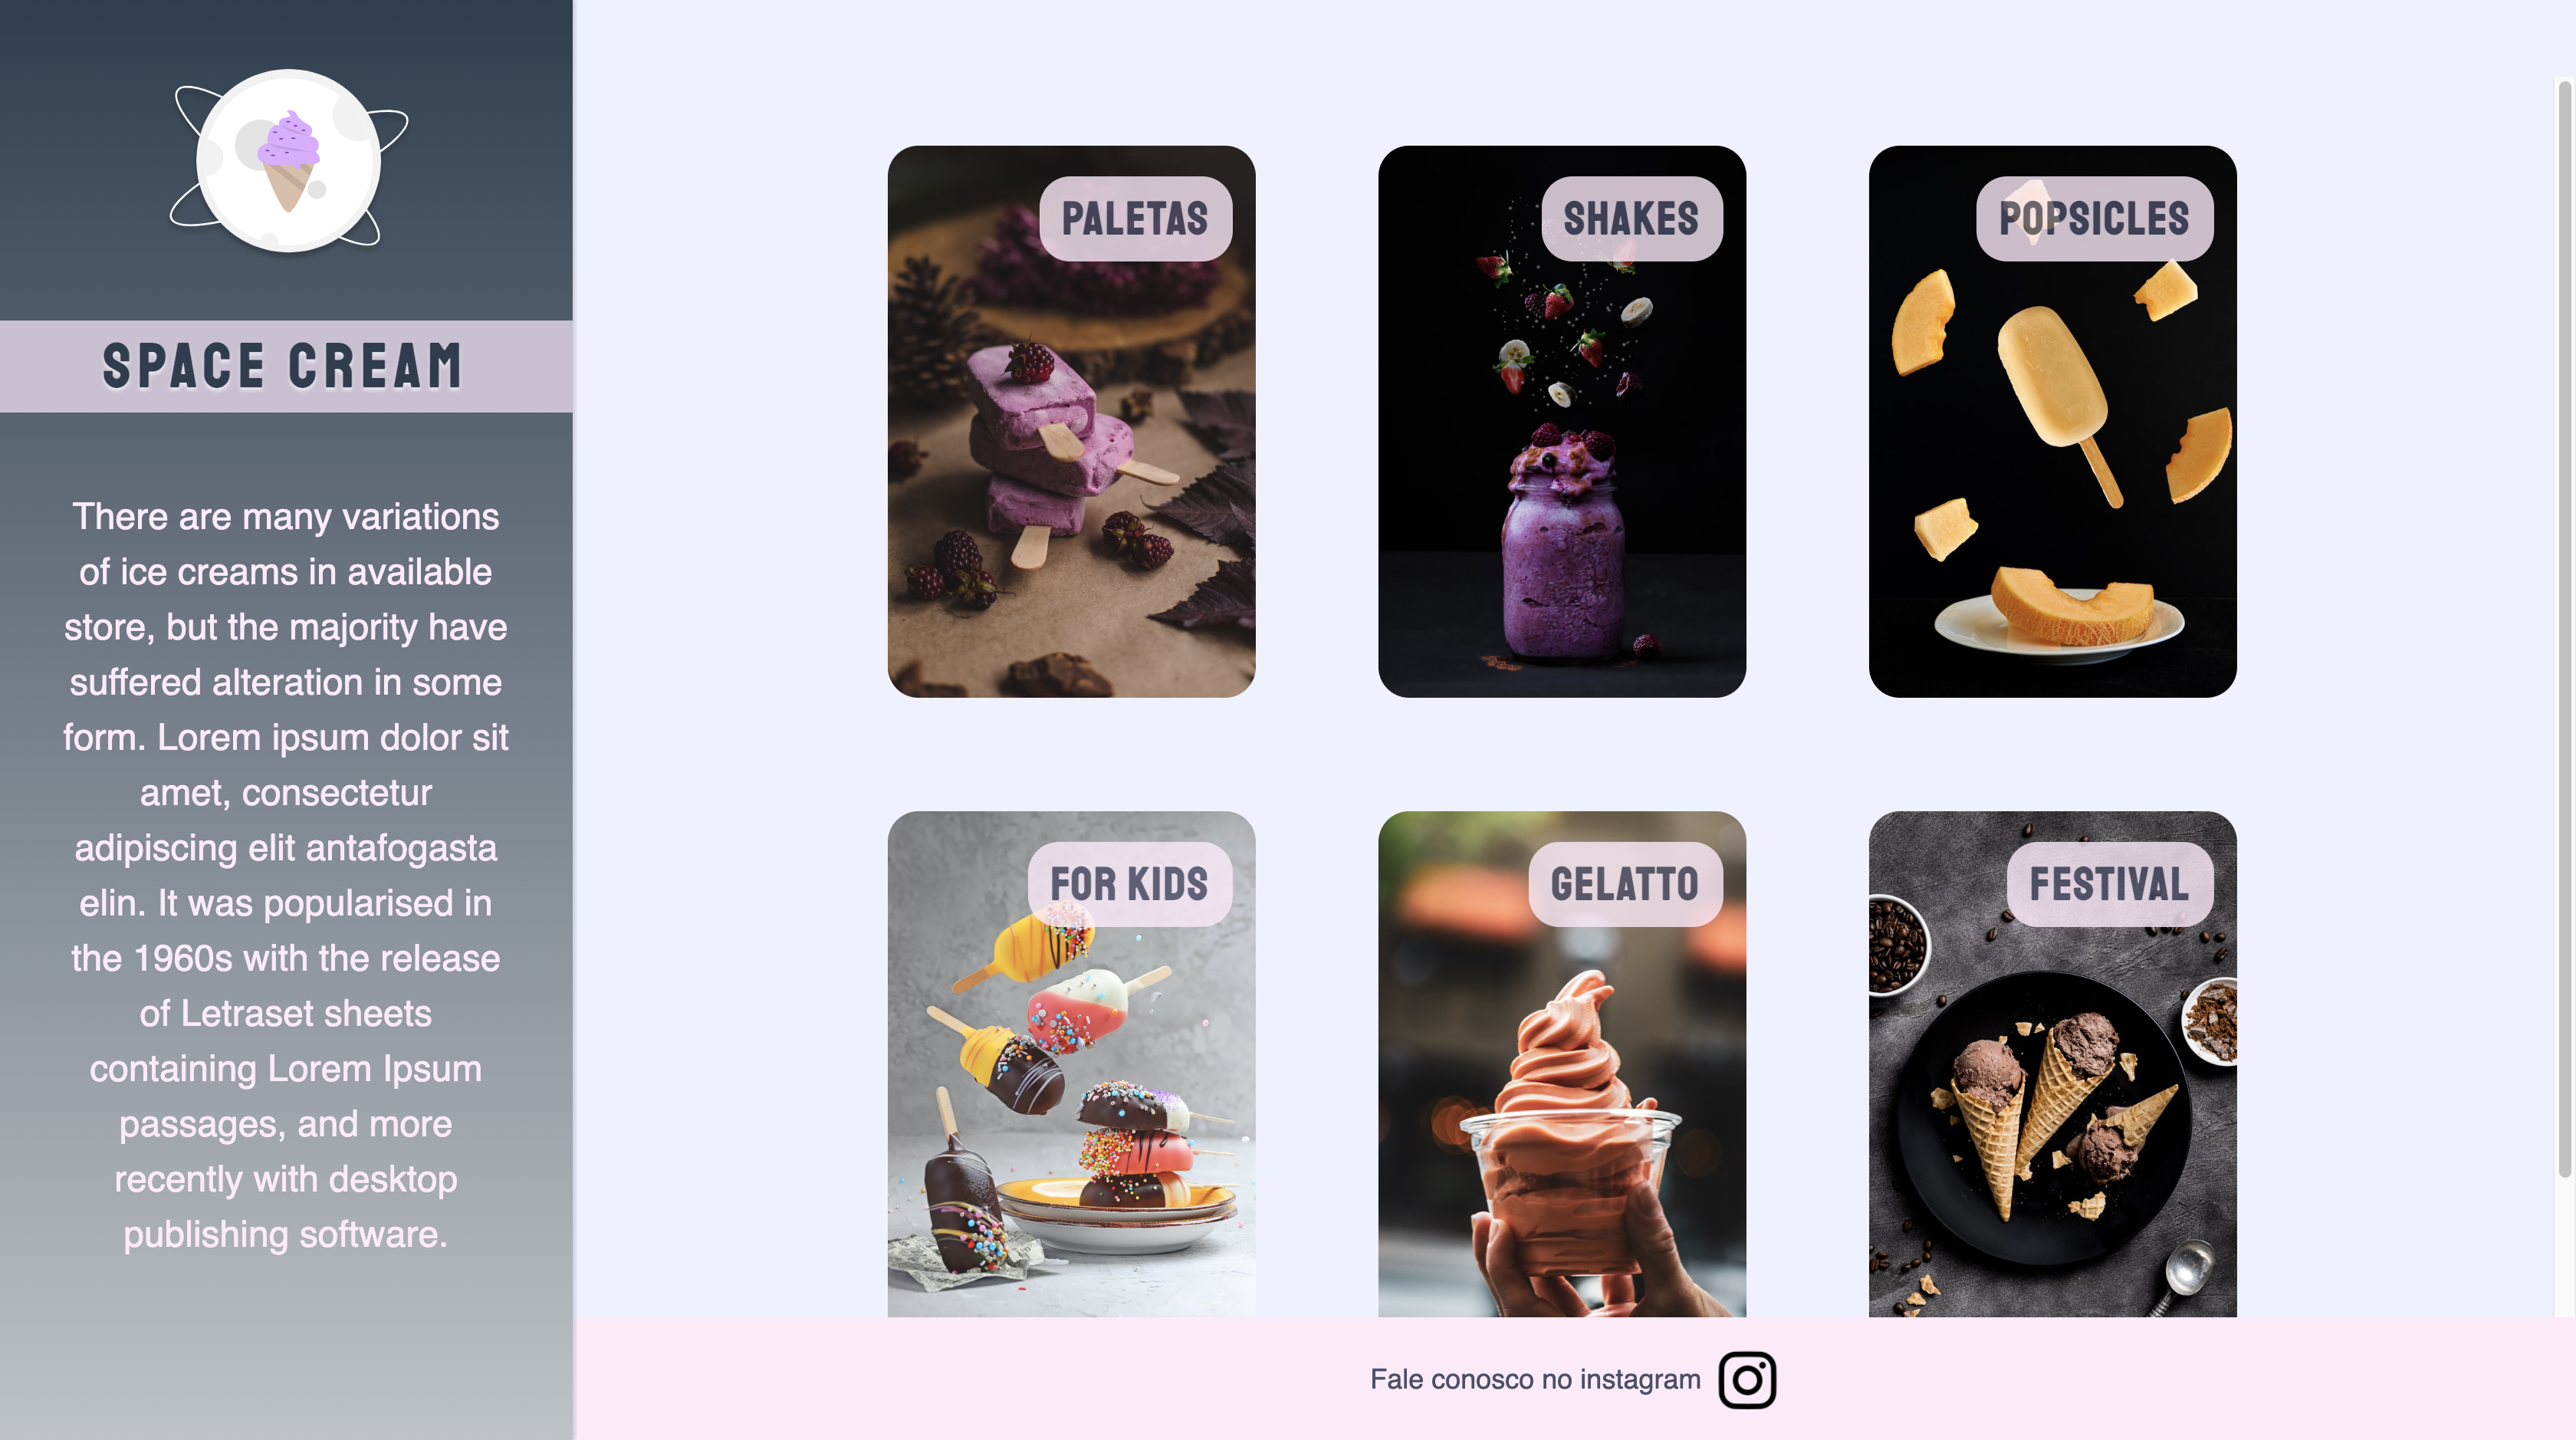 SPACE CREAM
There are many variations
of ice creams in available
store, but the majority have
suffered alteration in some
form. Lorem ipsum dolor sit
amet, consectetur
adipiscing elit antafogasta
elin. It was popularised in
the 1960s with the release
of Letraset sheets
containing Lorem Ipsum
passages, and more
recently with desktop
publishing software.
PALETAS
SHAKES
POPSICLES
FOR KIDS
GELATTO
FESTIVAL
Fale conosco no instagram